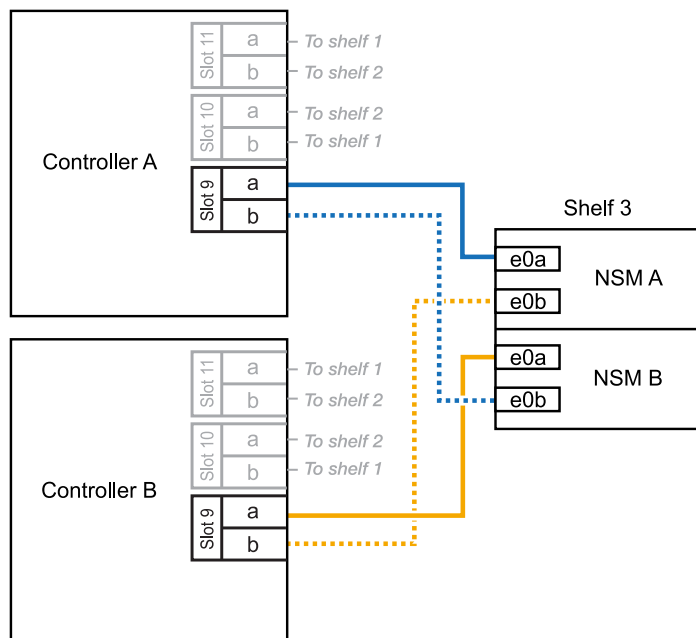 Controller A
Slot 11
a
To shelf 1
b
To shelf 2
Slot 10
a
To shelf 2
b
To shelf 1
Slot 9
a
b
Controller B
Slot 11
a
To shelf 1
b
To shelf 2
Slot 10
a
To shelf 2
b
To shelf 1
Slot 9
a
b
Shelf 3
e0a
NSM A
e0b
e0a
NSM B
e0b